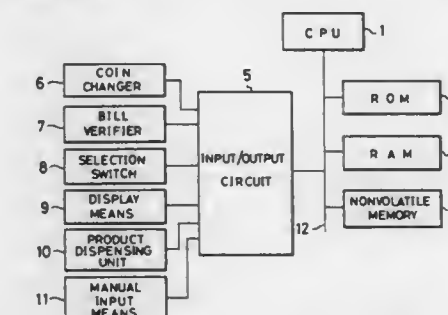 CPU
1
5
6
COIN
CHANGER
7
BILL
VERIFIER
8
SELECTION
SWITCH
9
DISPLAY
MEANS
10
PRODUCT
DISPENSING
UNIT
11
MANUAL
INPUT
MEANS
INPUT/OUTPUT
CIRCUIT
ROM
RAM
NONVOLATILE
MEMORY
12